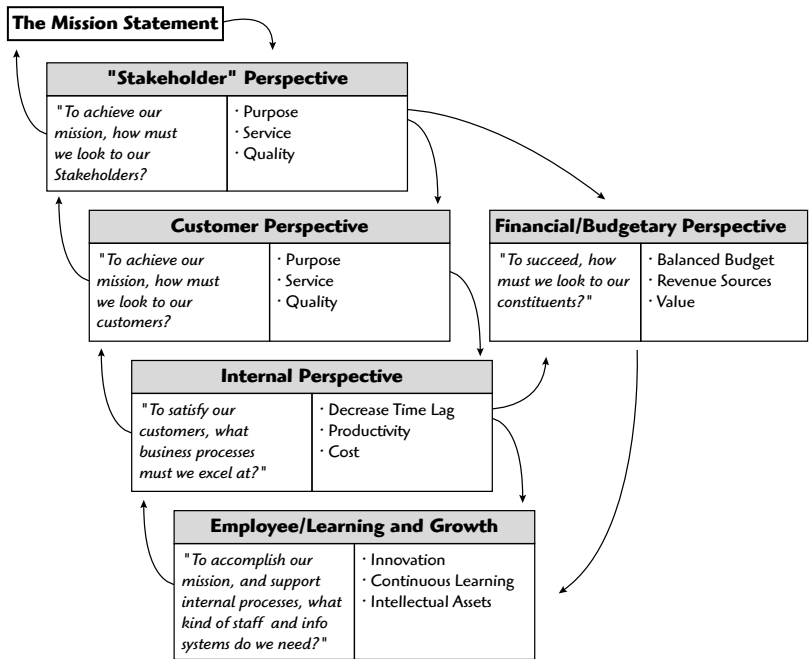 The Mission Statement
"Stakeholder" Perspective
"To achieve our
mission, how must
we look to our
Stakeholders?
· Purpose
· Service
· Quality
Customer Perspective
"To achieve our
mission, how must
we look to our
customers?
· Purpose
· Service
· Quality
Financial/Budgetary Perspective
"To succeed, how
must we look to our
constituents?"
· Balanced Budget
· Revenue Sources
· Value
Internal Perspective
"To satisfy our
customers, what
business processes
must we excel at?"
· Decrease Time Lag
· Productivity
· Cost
Employee/Learning and Growth
"To accomplish our
mission, and support
internal processes, what
kind of staff and info
systems do we need?"
· Innovation
· Continuous Learning
· Intellectual Assets